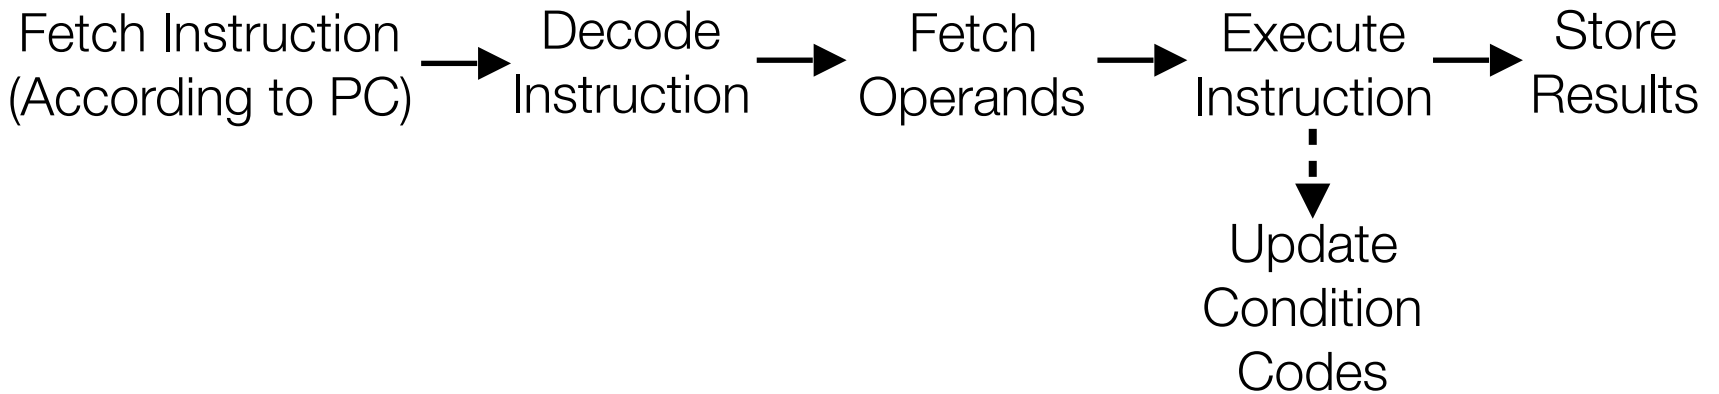 Fetch Instruction
(According to PC)
Decode
Instruction
Fetch
Operands
Execute
Instruction
Store
Results
Update
Condition
Codes